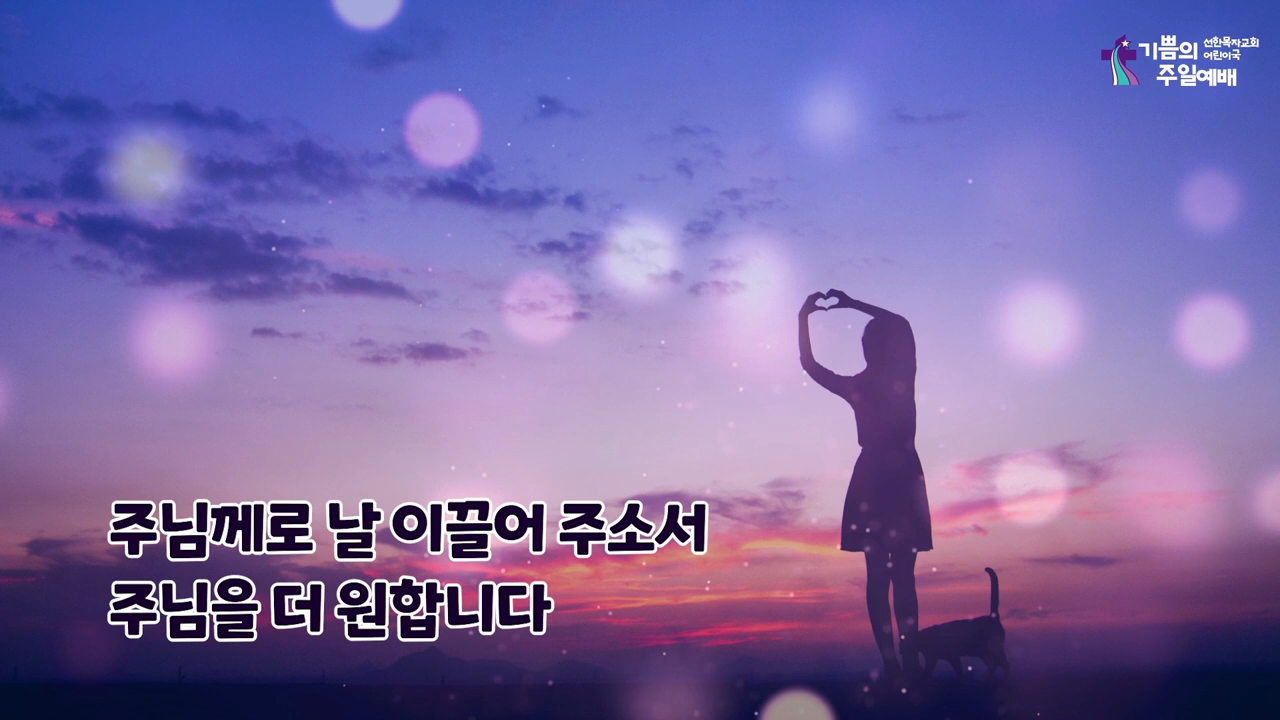 기쁨의 선한목자교회
어린이국
주일예배
주님께로 날 이끌어 주소서
주님을 더 원합니다